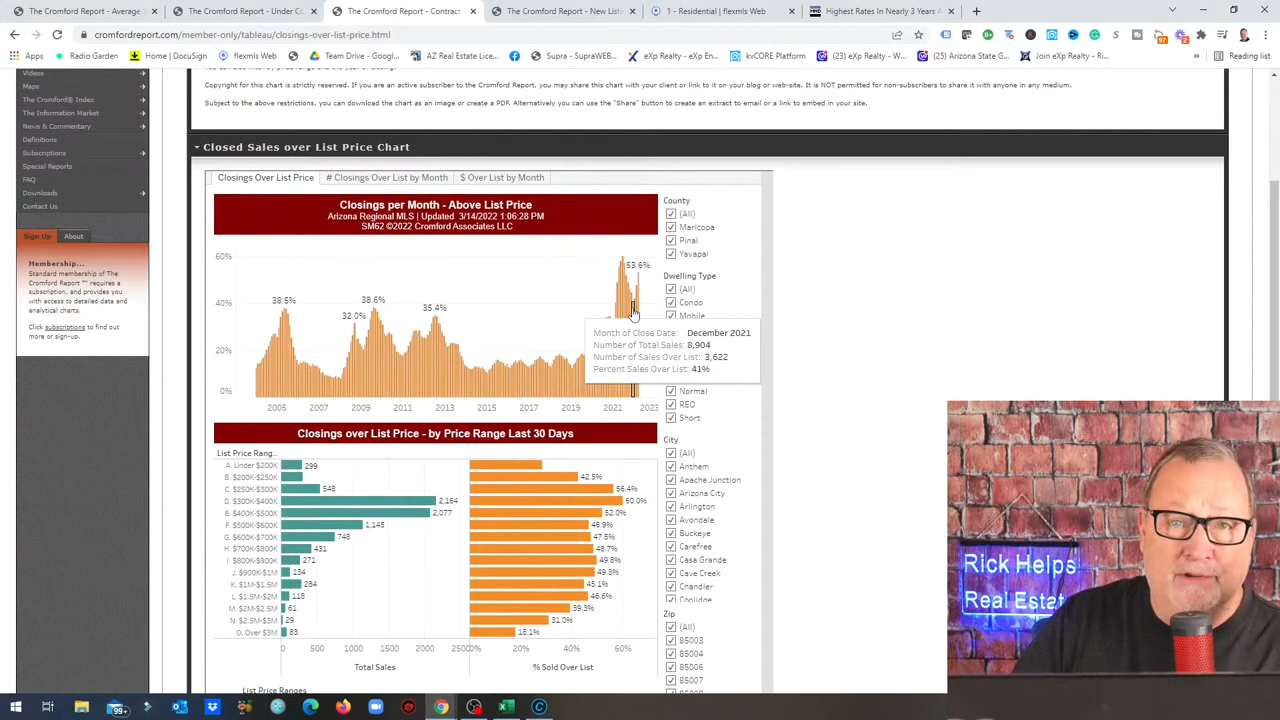 The Cromford Report - Average
The Cromford Report - Under Co
The Cromford Report - Contract
The Cromford Report - New List
1 - Residential | flexmls Web
Highest Rates In Nearly 3 Years
cromfordreport.com/member-only/tableau/closings-over-list-price.html
Apps
Radio Garden
Home | DocuSign
flexmls Web
Team Drive - Googl...
AZ Real Estate Lice...
Supra - SupraWEB...
eXp Realty - eXp En...
kvCORE Platform
(23) eXp Realty - W...
(25) Arizona State G...
Join eXp Realty - Ri...
»
Reading list
Videos
Maps
The Cromford® Index
The Information Market
News & Commentary
Definitions
Subscriptions
Special Reports
FAQ
Downloads
Contact Us
Sign Up
About
Membership...
Standard membership of The
Cromford Report ™ requires a
subscription, and provides you
with access to detailed data and
analytical charts.
Click subscriptions to find out
more or sign-up.
Copyright for this chart is strictly reserved. If you are an active subscriber to the Cromford Report, you may share this chart with your client or link to it on your blog or web-site. It is NOT permitted for non-subscribers to share it with anyone in any medium.
Subject to the above restrictions, you can download the chart as an image or create a PDF. Alternatively you can use the "Share" button to create an extract to email or a link to embed in your site.
Closed Sales over List Price Chart
Closings Over List Price
# Closings Over List by Month
$ Over List by Month
Closings per Month - Above List Price
Arizona Regional MLS | Updated 3/14/2022 1:06:28 PM
SM62 ©2022 Cromford Associates LLC
60%
40%
20%
0%
38.5%
32.0%
38.6%
35.4%
53.6%
2005
2007
2009
2011
2013
2015
2017
2019
2021
2023
Month of Close Date: December 2021
Number of Total Sales: 8,904
Number of Sales Over List: 3,622
Percent Sales Over List: 41%
County
(All)
Maricopa
Pinal
Yavapai
Dwelling Type
(All)
Condo
Mobile
Normal
REO
Short
City
(All)
Anthem
Apache Junction
Arizona City
Arlington
Avondale
Buckeye
Carefree
Casa Grande
Cave Creek
Chandler
Coolidge
Zip
(All)
85003
85004
85006
85007
Closings over List Price - by Price Range Last 30 Days
List Price Rang..
A. Under $200K 299
B. $200K-$250K 42.5%
C. $250K-$300K 548 56.4%
D. $300K-$400K 2,164 60.0%
E. $400K-$500K 2,077 52.0%
F. $500K-$600K 1,145 46.9%
G. $600K-$700K 748 47.5%
H. $700K-$800K 431 48.7%
I. $800K-$900K 271 49.8%
J. $900K-$1M 134 49.3%
K. $1M-$1.5M 284 45.1%
L. $1.5M-$2M 118 46.6%
M. $2M-$2.5M 61 39.3%
N. $2.5M-$3M 29 31.0%
O. Over $3M 83 18.1%
0 500 1000 1500 2000 2500
0% 20% 40% 60%
Total Sales
% Sold Over List
List Price Ranges
Rick Helps
Real Estate
99+
97